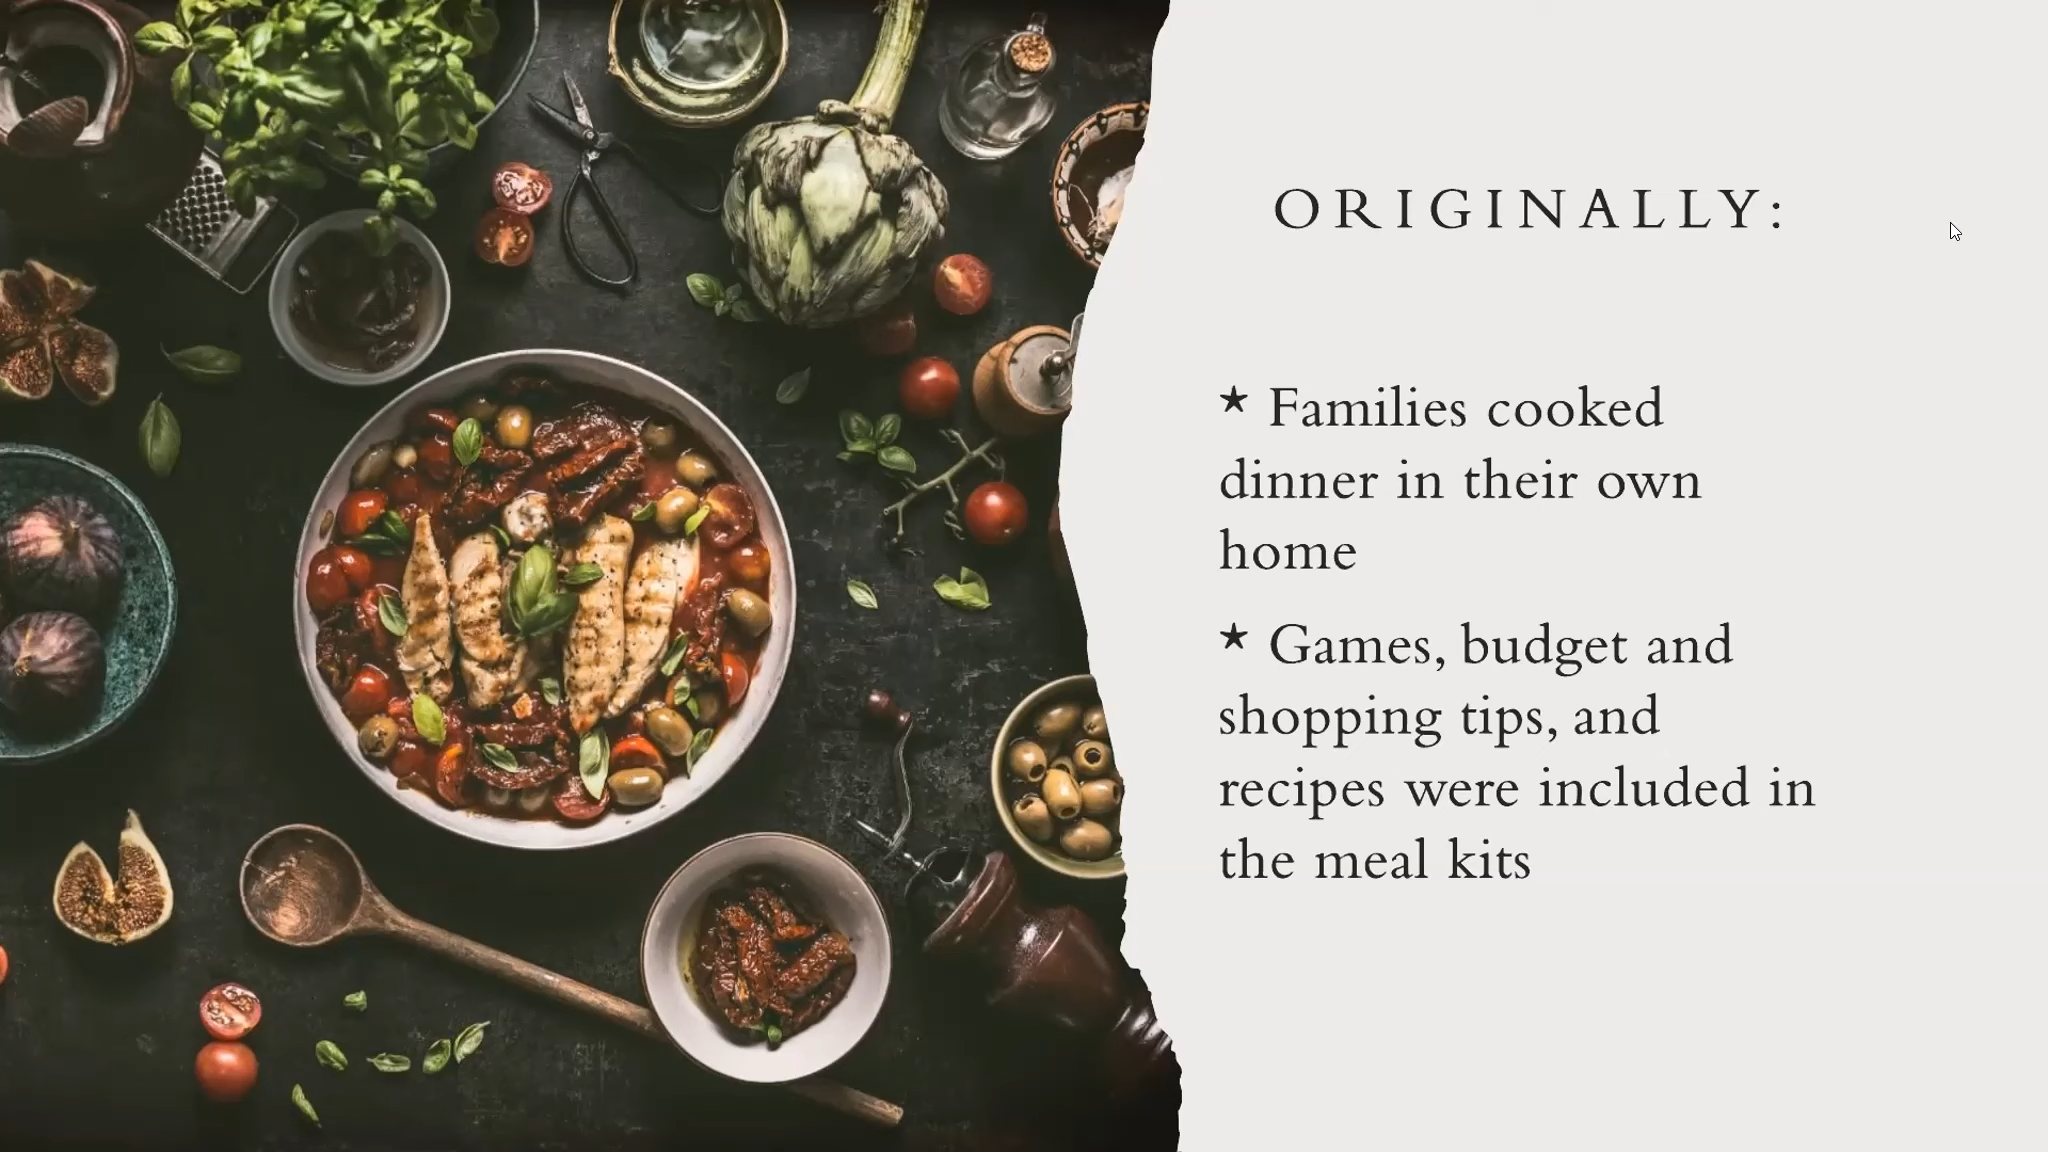 ORIGINALLY:
* Families cooked
dinner in their own
home
* Games, budget and
shopping tips, and
recipes were included in
the meal kits